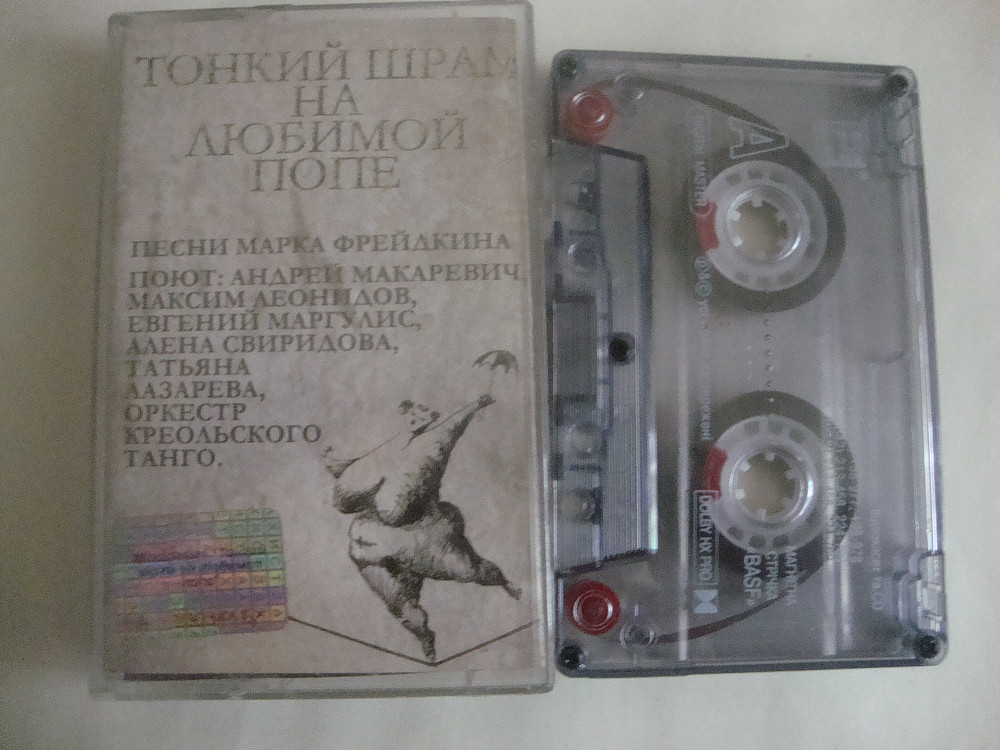 ТОНКИЙ ШРАМ
НА
ЛЮБИМОЙ
ПОПЕ
ПЕСНИ МАРКА ФРЕЙДКИНА
ПОЮТ: АНДРЕЙ МАКАРЕВИЧ,
МАКСИМ ЛЕОНИДОВ,
ЕВГЕНИЙ МАРГУЛИС,
АЛЕНА СВИРИДОВА,
ТАТЬЯНА
ЛАЗАРЕВА,
ОРКЕСТР
КРЕОЛЬСКОГО
ТАНГО.
A
MASTER
DOLBY HX PRO
BASF